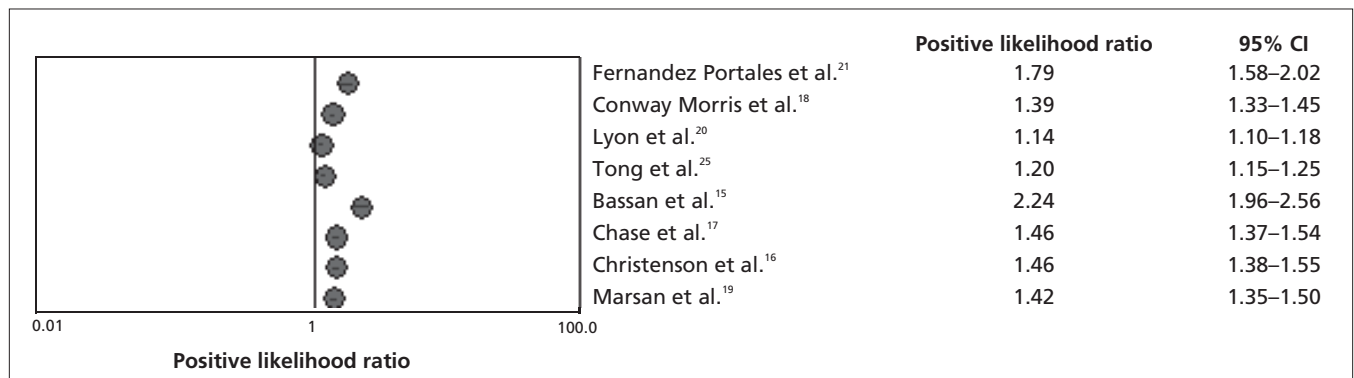 Positive likelihood ratio 95% CI
Fernandez Portales et al.²¹ 1.79 1.58–2.02
Conway Morris et al.¹⁸ 1.39 1.33–1.45
Lyon et al.²⁰ 1.14 1.10–1.18
Tong et al.²⁵ 1.20 1.15–1.25
Bassan et al.¹⁵ 2.24 1.96–2.56
Chase et al.¹⁷ 1.46 1.37–1.54
Christenson et al.¹⁶ 1.46 1.38–1.55
Marsan et al.¹⁹ 1.42 1.35–1.50
0.01 1 100.0
Positive likelihood ratio